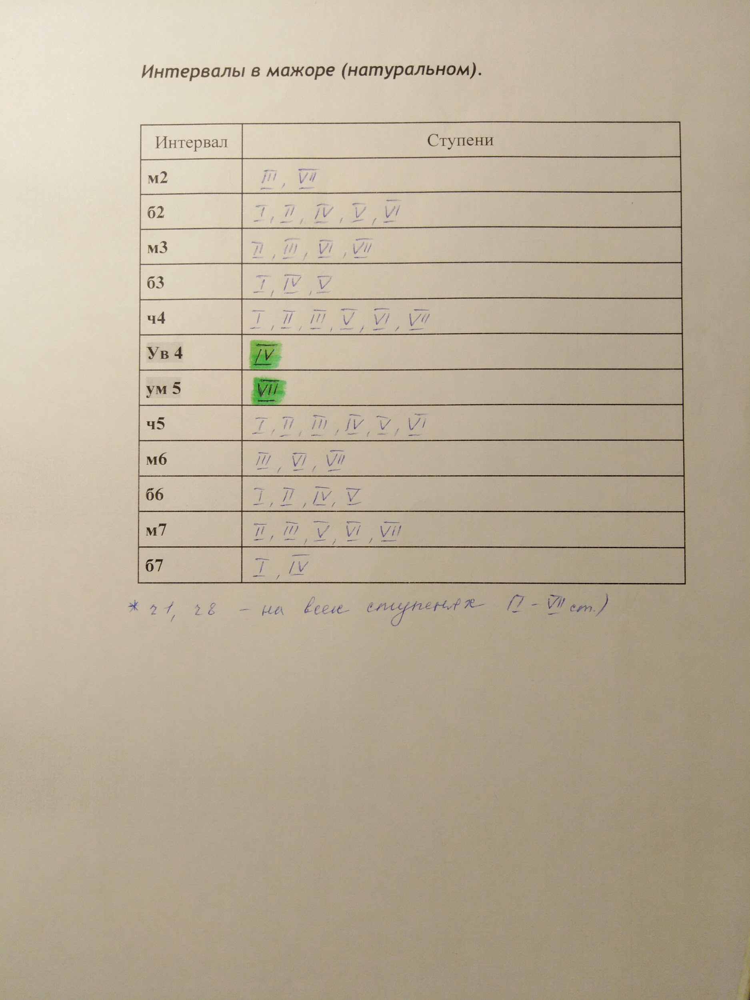 Интервалы в мажоре (натуральном).
Интервал Ступени
м2 III, VII
б2 I, II, IV, V, VI
м3 II, III, VI, VII
б3 I, IV, V
ч4 I, II, III, V, VI, VII
Ув 4 IV
ум 5 VII
ч5 I, II, III, IV, V, VI
м6 III, VI, VII
б6 I, II, IV, V
м7 II, III, V, VI, VII
б7 I, IV
* ч1, ч8 - на всех ступенях (I - VII ст.)